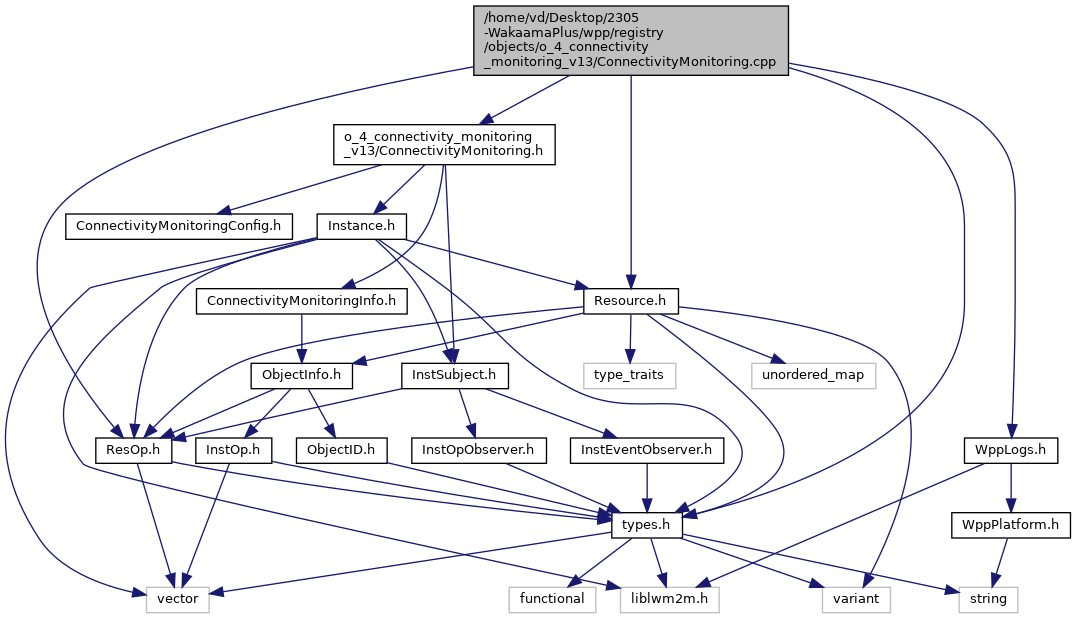 /home/vd/Desktop/2305
-WakaamaPlus/wpp/registry
/objects/o_4_connectivity
_monitoring_v13/ConnectivityMonitoring.cpp
o_4_connectivity_monitoring
_v13/ConnectivityMonitoring.h
ConnectivityMonitoringConfig.h
Instance.h
ConnectivityMonitoringInfo.h
Resource.h
ObjectInfo.h
InstSubject.h
type_traits
unordered_map
ResOp.h
InstOp.h
ObjectID.h
InstOpObserver.h
InstEventObserver.h
WppLogs.h
types.h
WppPlatform.h
vector
functional
liblwm2m.h
variant
string